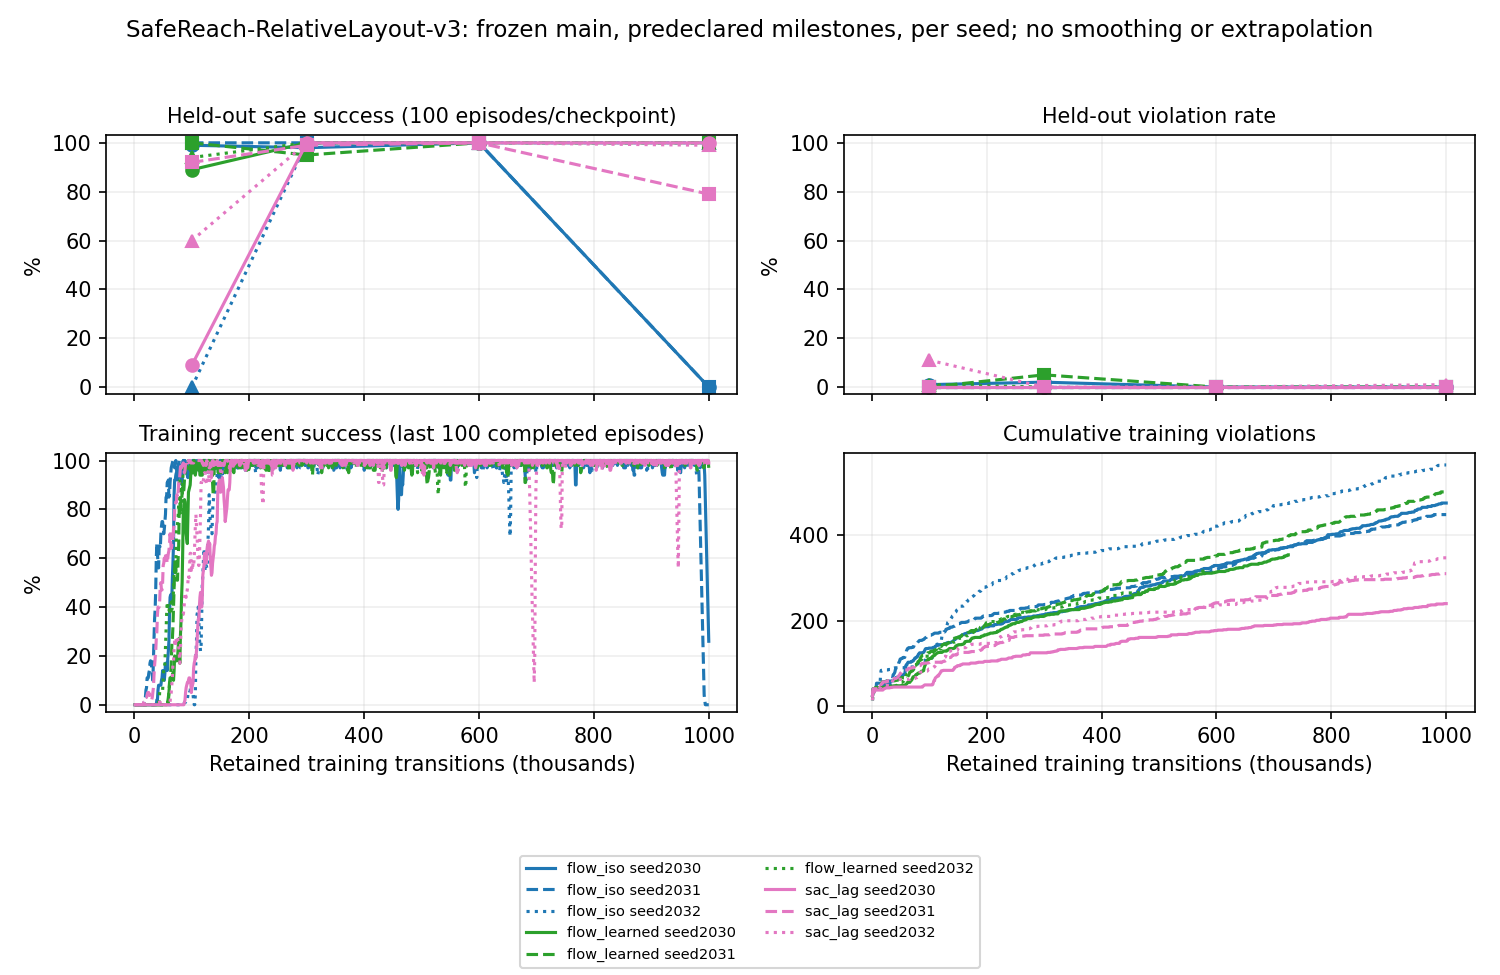 SafeReach-RelativeLayout-v3: frozen main, predeclared milestones, per seed; no smoothing or extrapolation
Held-out safe success (100 episodes/checkpoint)
%
100
80
60
40
20
0
Held-out violation rate
%
100
80
60
40
20
0
Training recent success (last 100 completed episodes)
%
100
80
60
40
20
0
0 200 400 600 800 1000
Retained training transitions (thousands)
Cumulative training violations
400
200
0
0 200 400 600 800 1000
Retained training transitions (thousands)
flow_iso seed2030
flow_iso seed2031
flow_iso seed2032
flow_learned seed2030
flow_learned seed2031
flow_learned seed2032
sac_lag seed2030
sac_lag seed2031
sac_lag seed2032